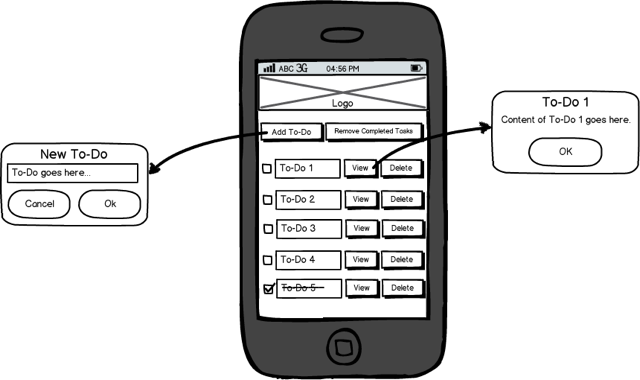 ABC 3G 04:56 PM
Logo
Add To-Do Remove Completed Tasks
To-Do 1 View Delete
To-Do 2 View Delete
To-Do 3 View Delete
To-Do 4 View Delete
To-Do 5 View Delete
New To-Do
To-Do goes here...
Cancel Ok
To-Do 1
Content of To-Do 1 goes here.
OK